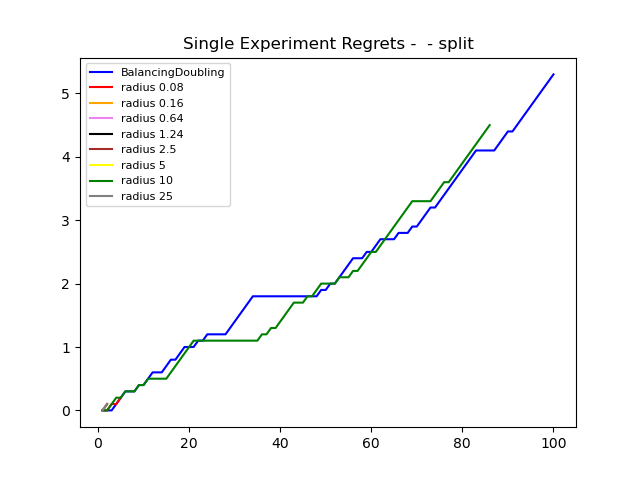 Single Experiment Regrets -  - split
BalancingDoubling
radius 0.08
radius 0.16
radius 0.64
radius 1.24
radius 2.5
radius 5
radius 10
radius 25
5
4
3
2
1
0
0 20 40 60 80 100